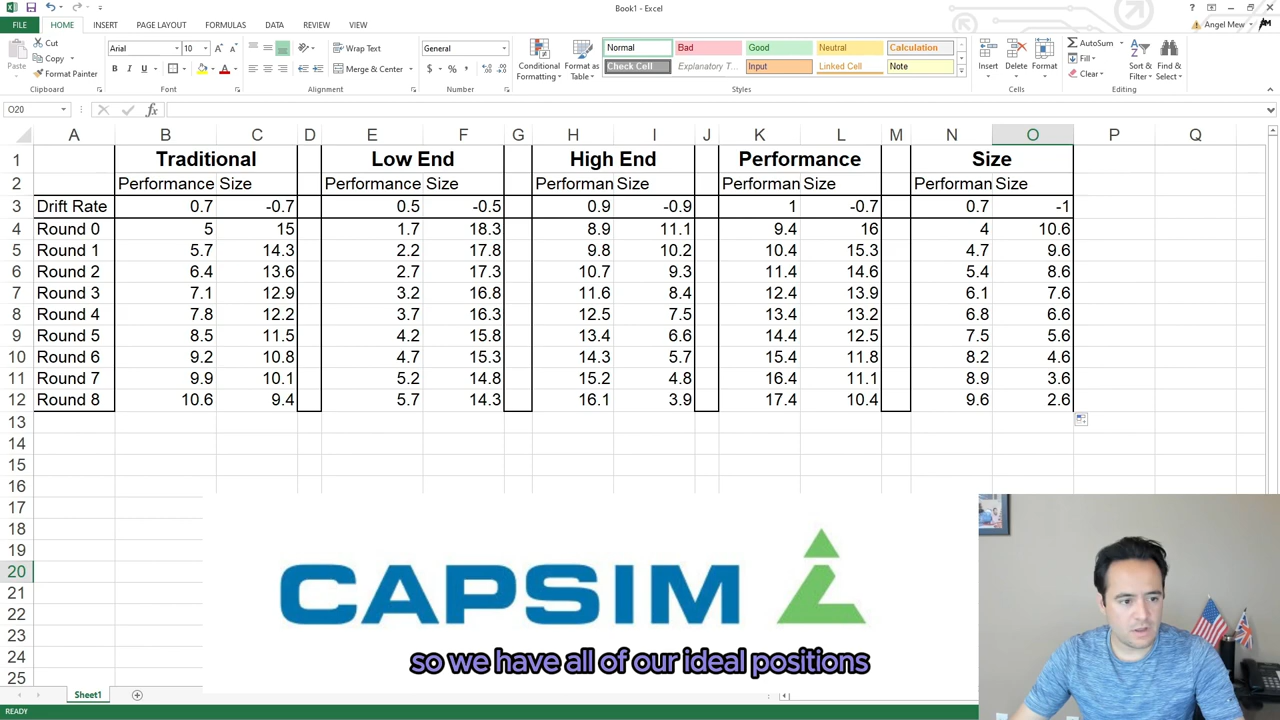 Book1 - Excel
FILE HOME INSERT PAGE LAYOUT FORMULAS DATA REVIEW VIEW Angel Mew
Paste Cut Copy Format Painter
Arial 10 Wrap Text General
B I U Merge & Center $ % ,
Conditional Formatting Format as Table
Normal Bad Good Neutral Calculation
Check Cell Explanatory T... Input Linked Cell Note
Insert Delete Format
AutoSum Fill Clear Sort & Filter Find & Select
Clipboard Font Alignment Number Styles Cells Editing
O20 fx
A B C D E F G H I J K L M N O P Q
1 Traditional Low End High End Performance Size
2 Performance Size Performance Size Performan Size Performan Size Performan Size
3 Drift Rate 0.7 -0.7 0.5 -0.5 0.9 -0.9 1 -0.7 0.7 -1
4 Round 0 5 15 1.7 18.3 8.9 11.1 9.4 16 4 10.6
5 Round 1 5.7 14.3 2.2 17.8 9.8 10.2 10.4 15.3 4.7 9.6
6 Round 2 6.4 13.6 2.7 17.3 10.7 9.3 11.4 14.6 5.4 8.6
7 Round 3 7.1 12.9 3.2 16.8 11.6 8.4 12.4 13.9 6.1 7.6
8 Round 4 7.8 12.2 3.7 16.3 12.5 7.5 13.4 13.2 6.8 6.6
9 Round 5 8.5 11.5 4.2 15.8 13.4 6.6 14.4 12.5 7.5 5.6
10 Round 6 9.2 10.8 4.7 15.3 14.3 5.7 15.4 11.8 8.2 4.6
11 Round 7 9.9 10.1 5.2 14.8 15.2 4.8 16.4 11.1 8.9 3.6
12 Round 8 10.6 9.4 5.7 14.3 16.1 3.9 17.4 10.4 9.6 2.6
13
14
15
16
17
18
19
20
21
22
23
24
25
CAPSIM
so we have all of our ideal positions
Sheet1
READY